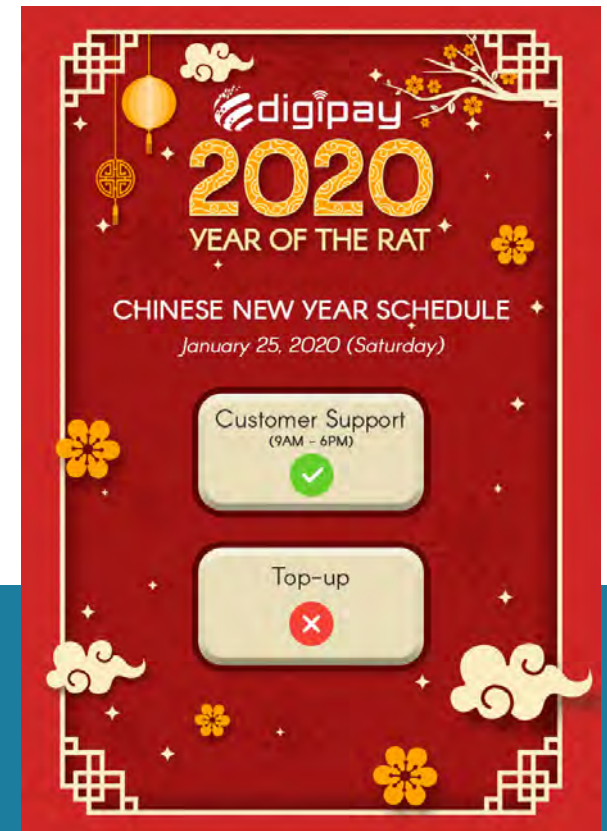 digipay
2020
YEAR OF THE RAT
CHINESE NEW YEAR SCHEDULE
January 25, 2020 (Saturday)
Customer Support
(9AM - 6PM)
Top-up